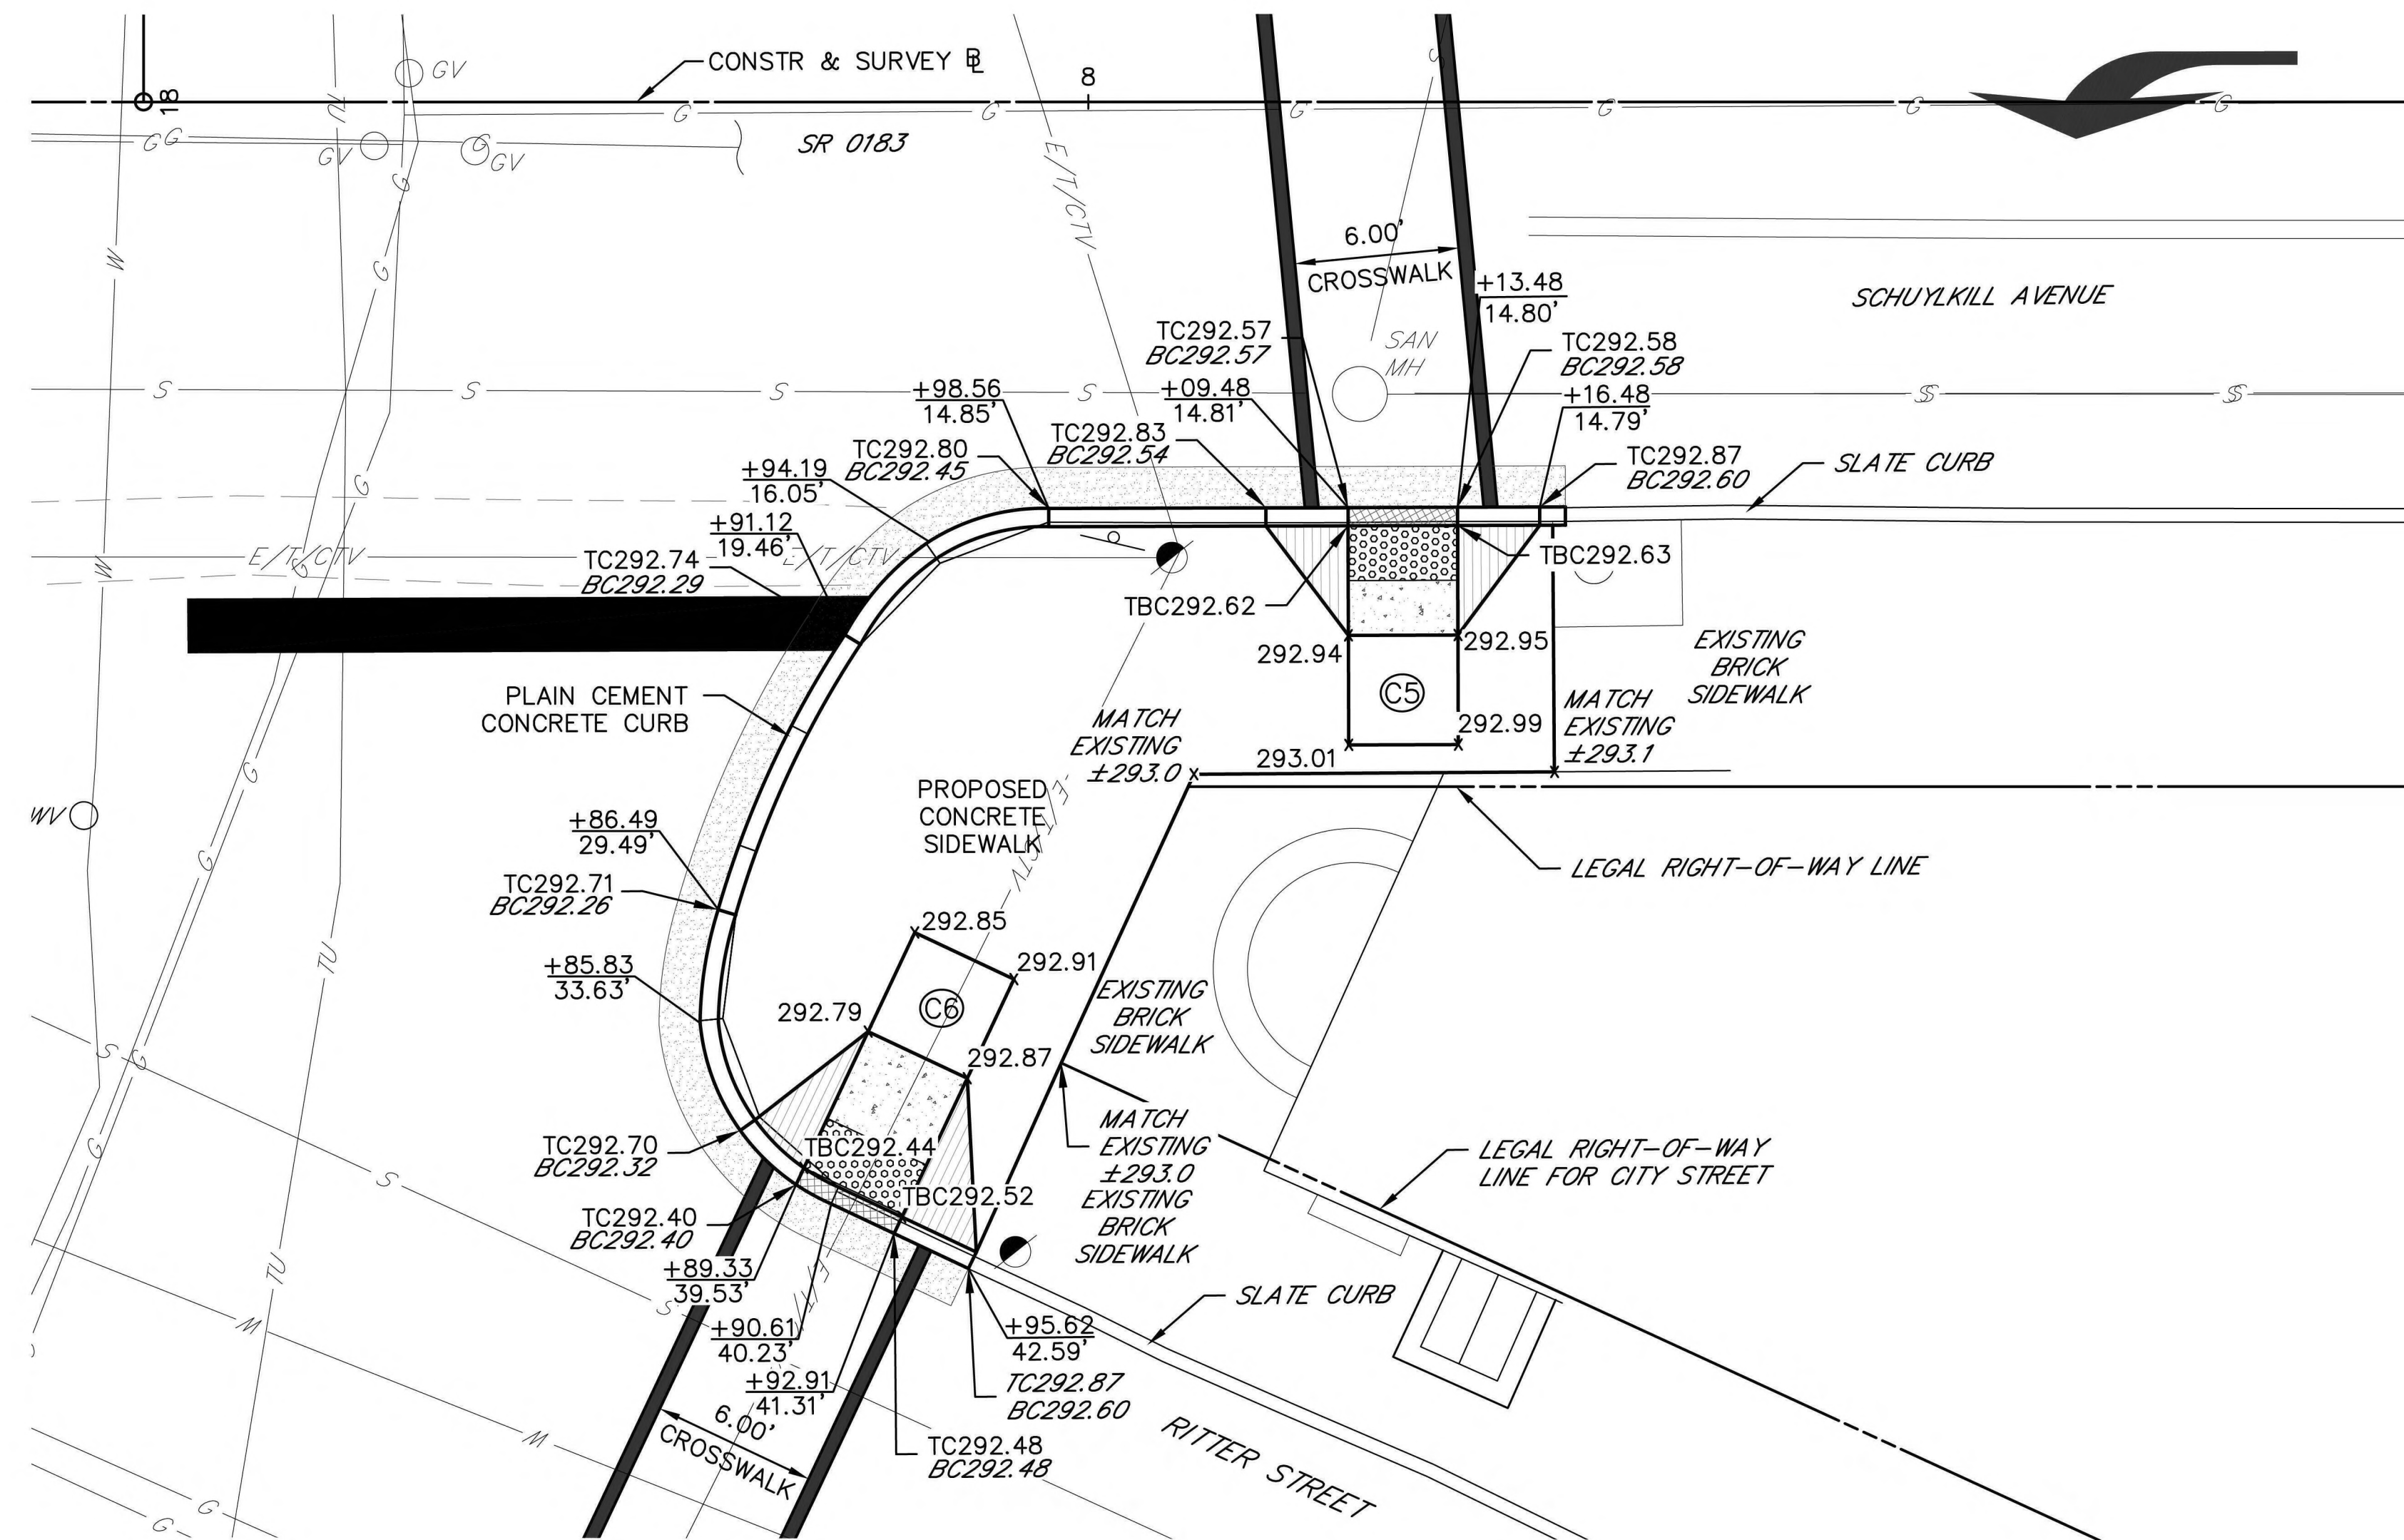 CONSTR & SURVEY BL
8
18
GV
G
G
G
G
G
G
TU
G G
GV
G
GV
SR 0183
G
E/T/CTV
S
W
G
6.00'
CROSSWALK
+13.48
14.80'
SCHUYLKILL AVENUE
TC292.57
BC292.57
SAN
MH
TC292.58
BC292.58
S
S
S
S
SS
SS
+98.56
14.85'
+09.48
14.81'
+16.48
14.79'
TC292.83
BC292.54
TC292.80
BC292.45
TC292.87
BC292.60
SLATE CURB
+94.19
16.05'
G
+91.12
19.46'
W
E/T/CTV
G
E/T/CTV
TC292.74
BC292.29
TBC292.63
TBC292.62
292.94
292.95
EXISTING
BRICK
SIDEWALK
PLAIN CEMENT
CONCRETE CURB
C5
MATCH
EXISTING
±293.0
292.99
MATCH
EXISTING
±293.1
293.01
G
PROPOSED
CONCRETE
SIDEWALK
E/T/CTV
WV
+86.49
29.49'
G
LEGAL RIGHT-OF-WAY LINE
TC292.71
BC292.26
292.85
TU
+85.83
33.63'
292.91
EXISTING
BRICK
SIDEWALK
C6
292.79
S
G
292.87
MATCH
EXISTING
±293.0
EXISTING
BRICK
SIDEWALK
G
TC292.70
BC292.32
TBC292.44
LEGAL RIGHT-OF-WAY
LINE FOR CITY STREET
S
TBC292.52
TC292.40
BC292.40
TU
+89.33
39.53'
E/T/
S
SLATE CURB
W
+90.61
40.23'
+95.62
42.59'
+92.91
41.31'
TC292.87
BC292.60
6.00'
CROSSWALK
W
TC292.48
BC292.48
RITTER STREET
G
G